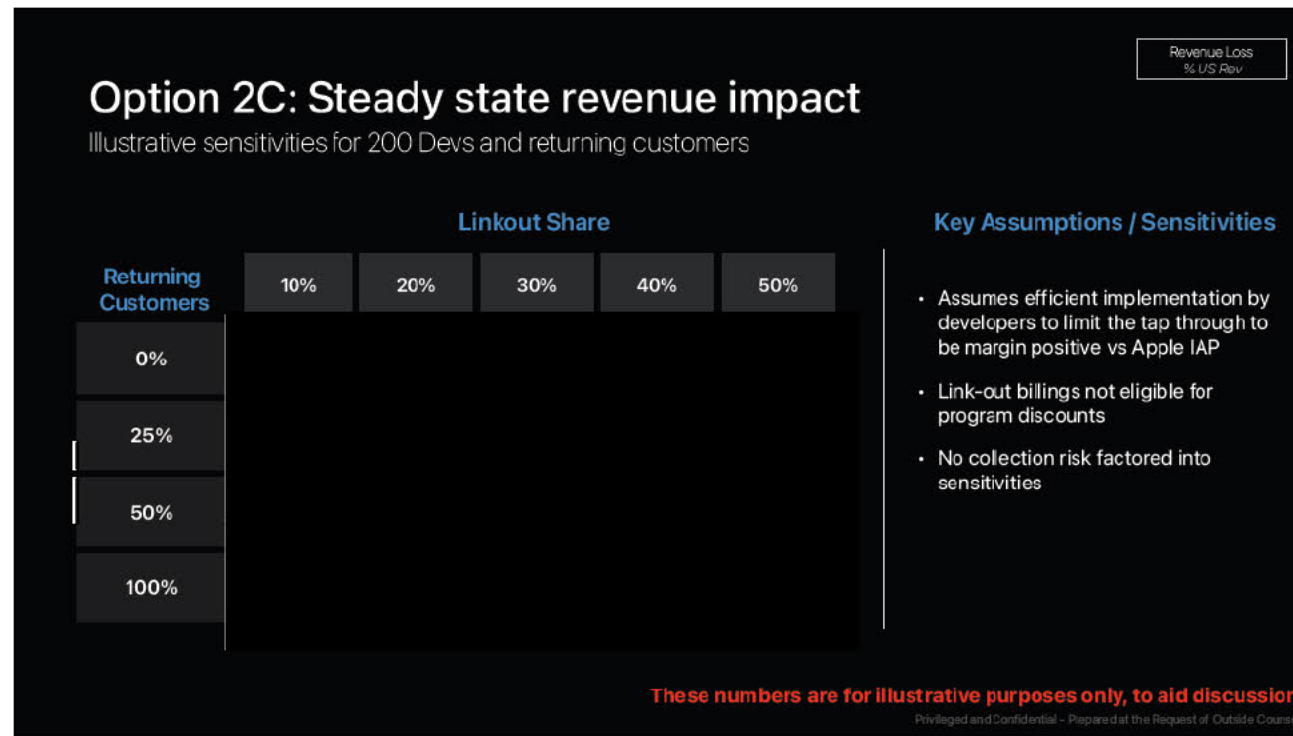 Revenue Loss
% US Rev
Option 2C: Steady state revenue impact
Illustrative sensitivities for 200 Devs and returning customers
Linkout Share
Key Assumptions / Sensitivities
Returning
Customers
10%
20%
30%
40%
50%
0%
25%
50%
100%
• Assumes efficient implementation by
developers to limit the tap through to
be margin positive vs Apple IAP
• Link-out billings not eligible for
program discounts
• No collection risk factored into
sensitivities
These numbers are for illustrative purposes only, to aid discussion
Privileged and Confidential – Prepared at the Request of Outside Couns